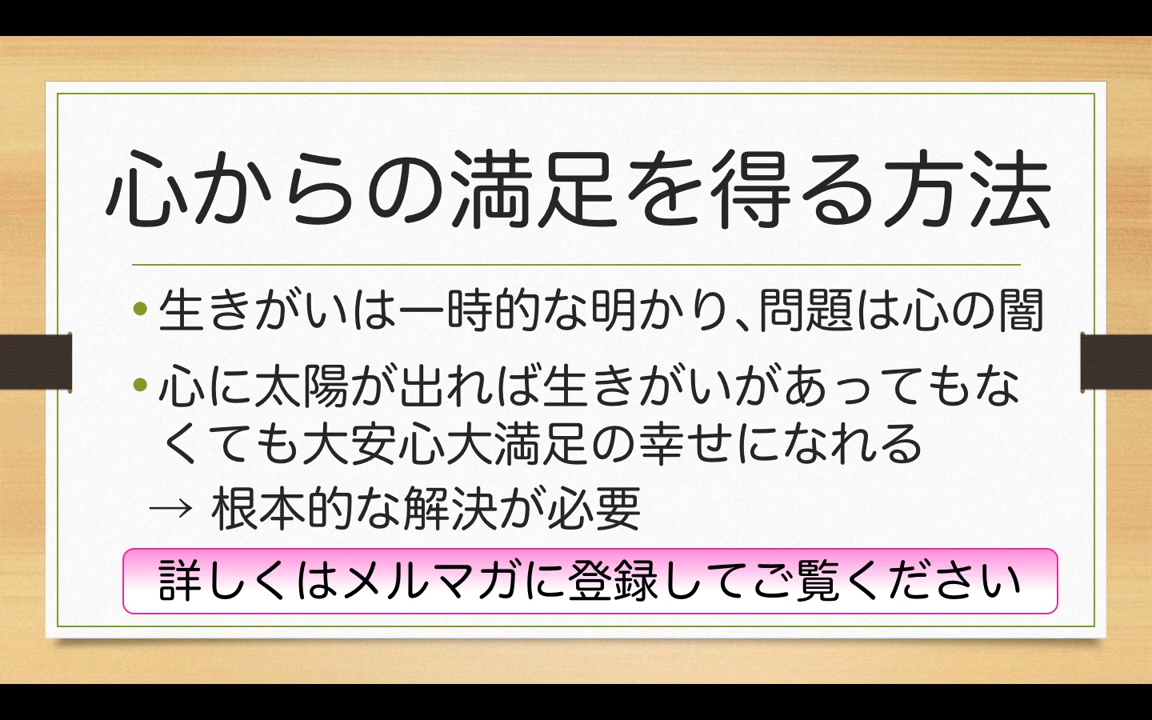 心からの満足を得る方法
•生きがいは一時的な明かり、問題は心の闇
•心に太陽が出れば生きがいがあってもな
くても大安心大満足の幸せになれる
→ 根本的な解決が必要
詳しくはメルマガに登録してご覧ください